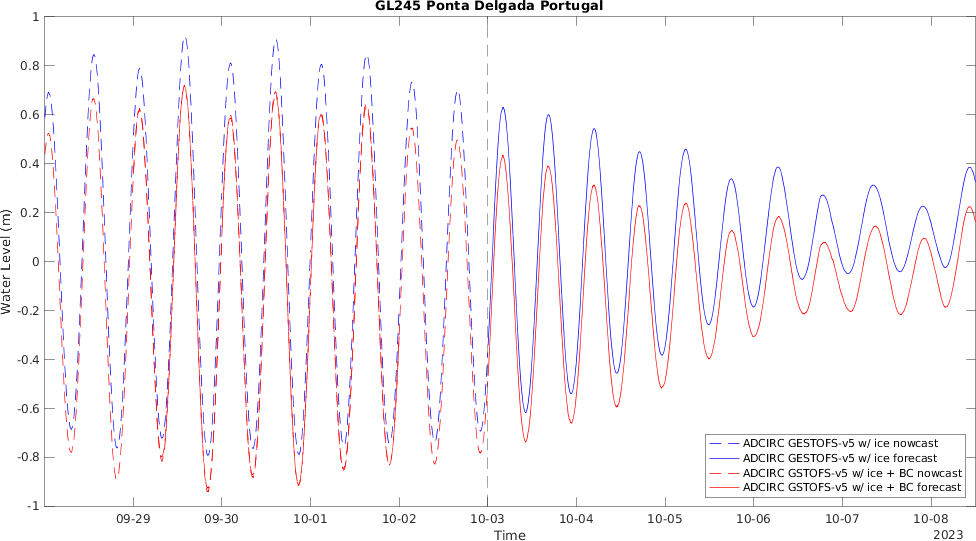 GL245 Ponta Delgada Portugal
1
0.8
0.6
0.4
0.2
0
-0.2
-0.4
-0.6
-0.8
-1
Water Level (m)
ADCIRC GESTOFS-v5 w/ ice nowcast
ADCIRC GESTOFS-v5 w/ ice forecast
ADCIRC GSTOFS-v5 w/ ice + BC nowcast
ADCIRC GSTOFS-v5 w/ ice + BC forecast
09-29 09-30 10-01 10-02 10-03 10-04 10-05 10-06 10-07 10-08
Time 2023